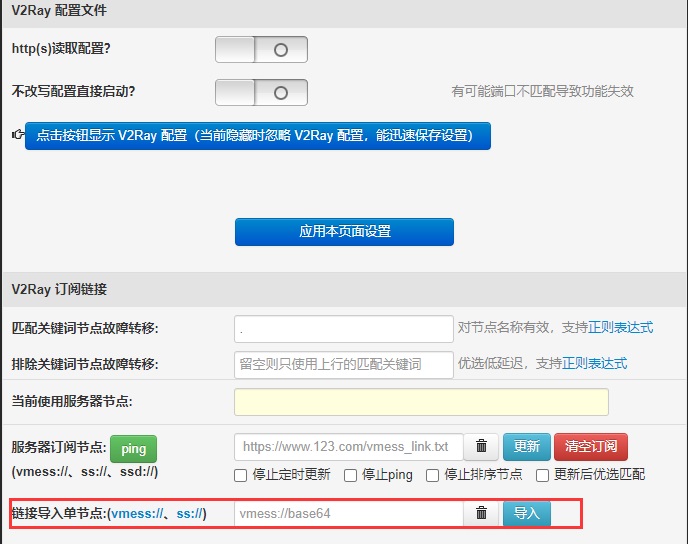 V2Ray 配置文件
http(s)读取配置？
不改写配置直接启动？ 有可能端口不匹配导致功能失效
点击按钮显示 V2Ray 配置（当前隐藏时忽略 V2Ray 配置，能迅速保存设置）
应用本页面设置
V2Ray 订阅链接
匹配关键词节点故障转移: . 对节点名称有效，支持正则表达式
排除关键词节点故障转移: 留空则只使用上行的匹配关键词 优选低延迟，支持正则表达式
当前使用服务器节点:
服务器订阅节点: ping https://www.123.com/vmess_link.txt 更新 清空订阅
(vmess://、ss://、ssd://) 停止定时更新 停止ping 停止排序节点 更新后优选匹配
链接导入单节点:(vmess://、ss://) vmess://base64 导入